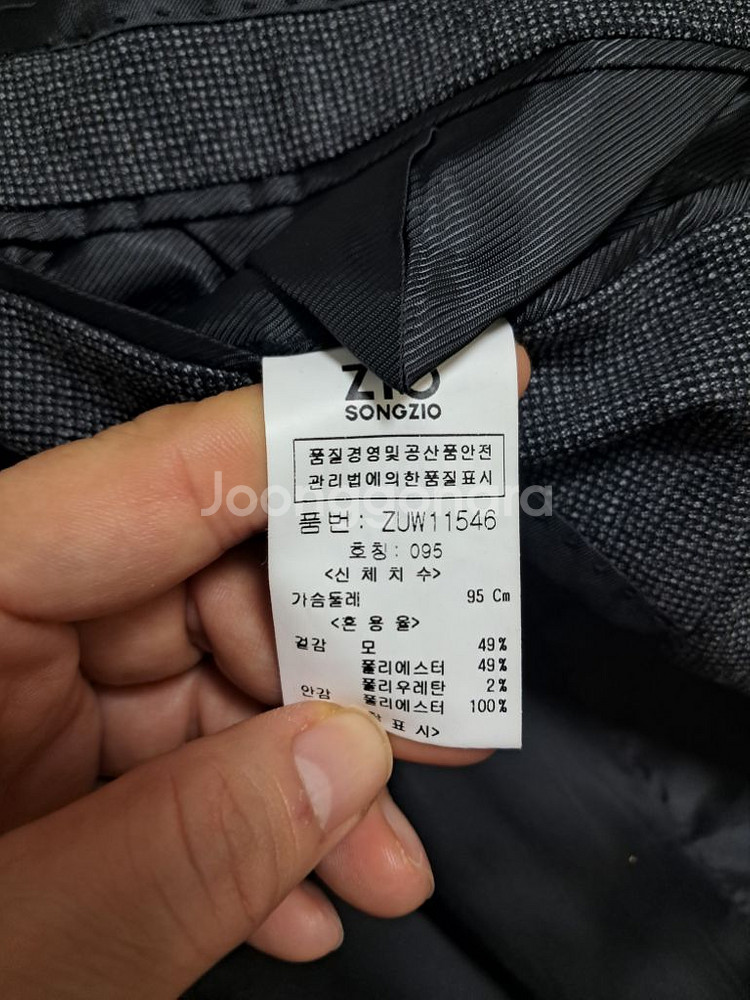 ZIO
SONGZIO
품질경영및공산품안전
관리법에의한품질표시
Joonggonara
품번: ZUW11546
호칭: 095
<신체치수>
가슴둘레 95 Cm
<혼용율>
겉감 모 49%
폴리에스터 49%
폴리우레탄 2%
안감 폴리에스터 100%
표시>